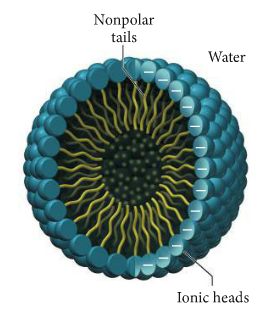 Nonpolar
tails
Water
Ionic heads